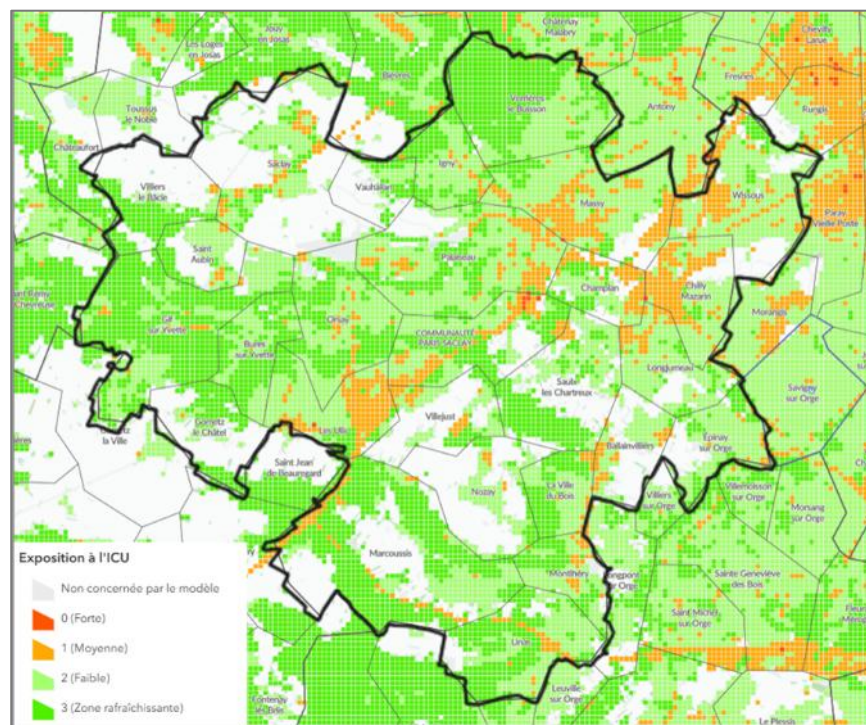 Jouy
en Josas
Les Loges
en Josas
Châtenay
Malabry
Chevilly
Larue
Bièvres
Fresnes
Verrières
le Buisson
Antony
Rungis
Toussus
le Noble
Châteaufort
Saclay
Igny
Vauhallan
Villiers
le Bâcle
Wissous
Massy
Paray
Vieille Poste
Saint
Aubin
Palaiseau
Champlan
Chilly
Mazarin
Morangis
Gif
sur Yvette
Orsay
COMMUNAUTÉ
PARIS SACLAY
Bures
sur Yvette
Longjumeau
Saulx
les Chartreux
Savigny
sur Orge
Villejust
Gometz
le Châtel
Les Ulis
la Ville
Ballainvilliers
Épinay
sur Orge
Saint Jean
de Beauregard
Nozay
La Ville
du Bois
Villiers
sur Orge
Villemoisson
sur Orge
Morsang
sur Orge
Marcoussis
Montlhéry
Longpont
sur Orge
Sainte Geneviève
des Bois
Saint Michel
sur Orge
Linas
Leuville
sur Orge
Fontenay
lès Briis
Le Plessis
Exposition à l'ICU
Non concernée par le modèle
0 (Forte)
1 (Moyenne)
2 (Faible)
3 (Zone rafraîchissante)